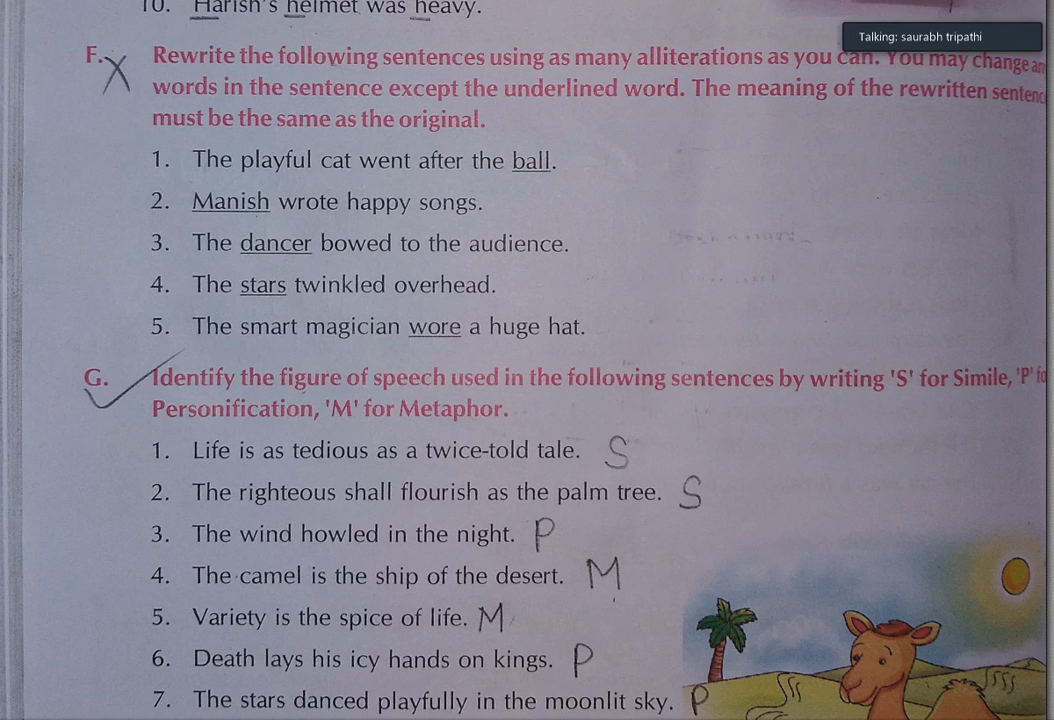 10. Harish's helmet was heavy.
Talking: saurabh tripathi
F. X Rewrite the following sentences using as many alliterations as you can. You may change
words in the sentence except the underlined word. The meaning of the rewritten
must be the same as the original.
1. The playful cat went after the ball.
2. Manish wrote happy songs.
3. The dancer bowed to the audience.
4. The stars twinkled overhead.
5. The smart magician wore a huge hat.
G. Identify the figure of speech used in the following sentences by writing 'S' for Simile, 'P'
Personification, 'M' for Metaphor.
1. Life is as tedious as a twice-told tale. S
2. The righteous shall flourish as the palm tree. S
3. The wind howled in the night. P
4. The camel is the ship of the desert. M
5. Variety is the spice of life. M
6. Death lays his icy hands on kings. P
7. The stars danced playfully in the moonlit sky. P